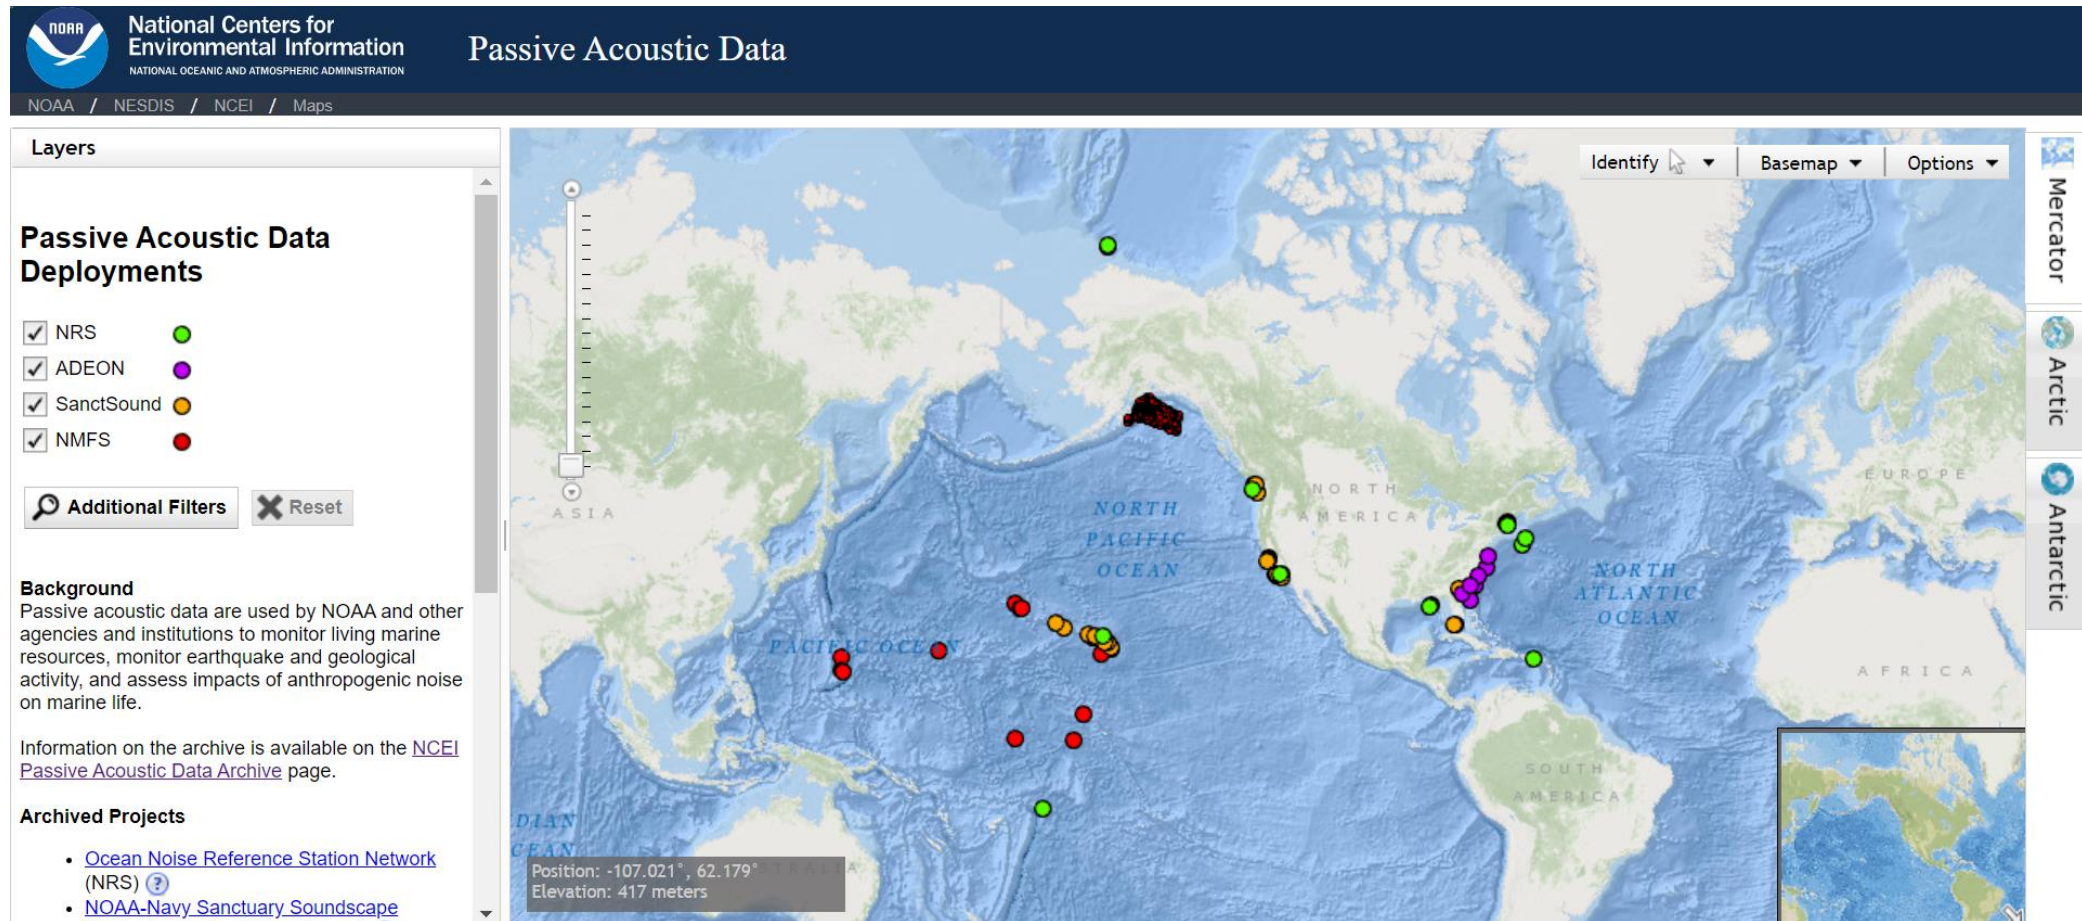 NOAA
National Centers for
Environmental Information
NATIONAL OCEANIC AND ATMOSPHERIC ADMINISTRATION
Passive Acoustic Data
NOAA / NESDIS / NCEI / Maps
Layers
Passive Acoustic Data
Deployments
NRS
ADEON
SanctSound
NMFS
Additional Filters
Reset
Background
Passive acoustic data are used by NOAA and other
agencies and institutions to monitor living marine
resources, monitor earthquake and geological
activity, and assess impacts of anthropogenic noise
on marine life.
Information on the archive is available on the NCEI
Passive Acoustic Data Archive page.
Archived Projects
• Ocean Noise Reference Station Network
(NRS) ?
• NOAA-Navy Sanctuary Soundscape
Identify
Basemap
Options
Mercator
Arctic
Antarctic
ASIA
NORTH
PACIFIC
OCEAN
NORTH
AMERICA
EUROPE
NORTH
ATLANTIC
OCEAN
PACIFIC OCEAN
AFRICA
SOUTH
AMERICA
DIAN
CEAN
STRALIA
Position: -107.021°, 62.179°
Elevation: 417 meters